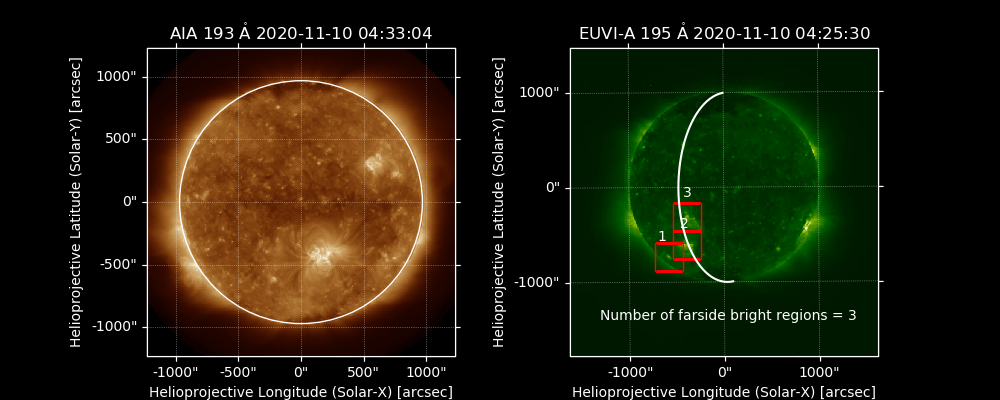 AIA 193 Å 2020-11-10 04:33:04
Helioprojective Latitude (Solar-Y) [arcsec]
1000"
500"
0"
-500"
-1000"
-1000"
-500"
0"
500"
1000"
Helioprojective Longitude (Solar-X) [arcsec]
EUVI-A 195 Å 2020-11-10 04:25:30
Helioprojective Latitude (Solar-Y) [arcsec]
1000"
0"
-1000"
3
2
1
Number of farside bright regions = 3
-1000"
0"
1000"
Helioprojective Longitude (Solar-X) [arcsec]